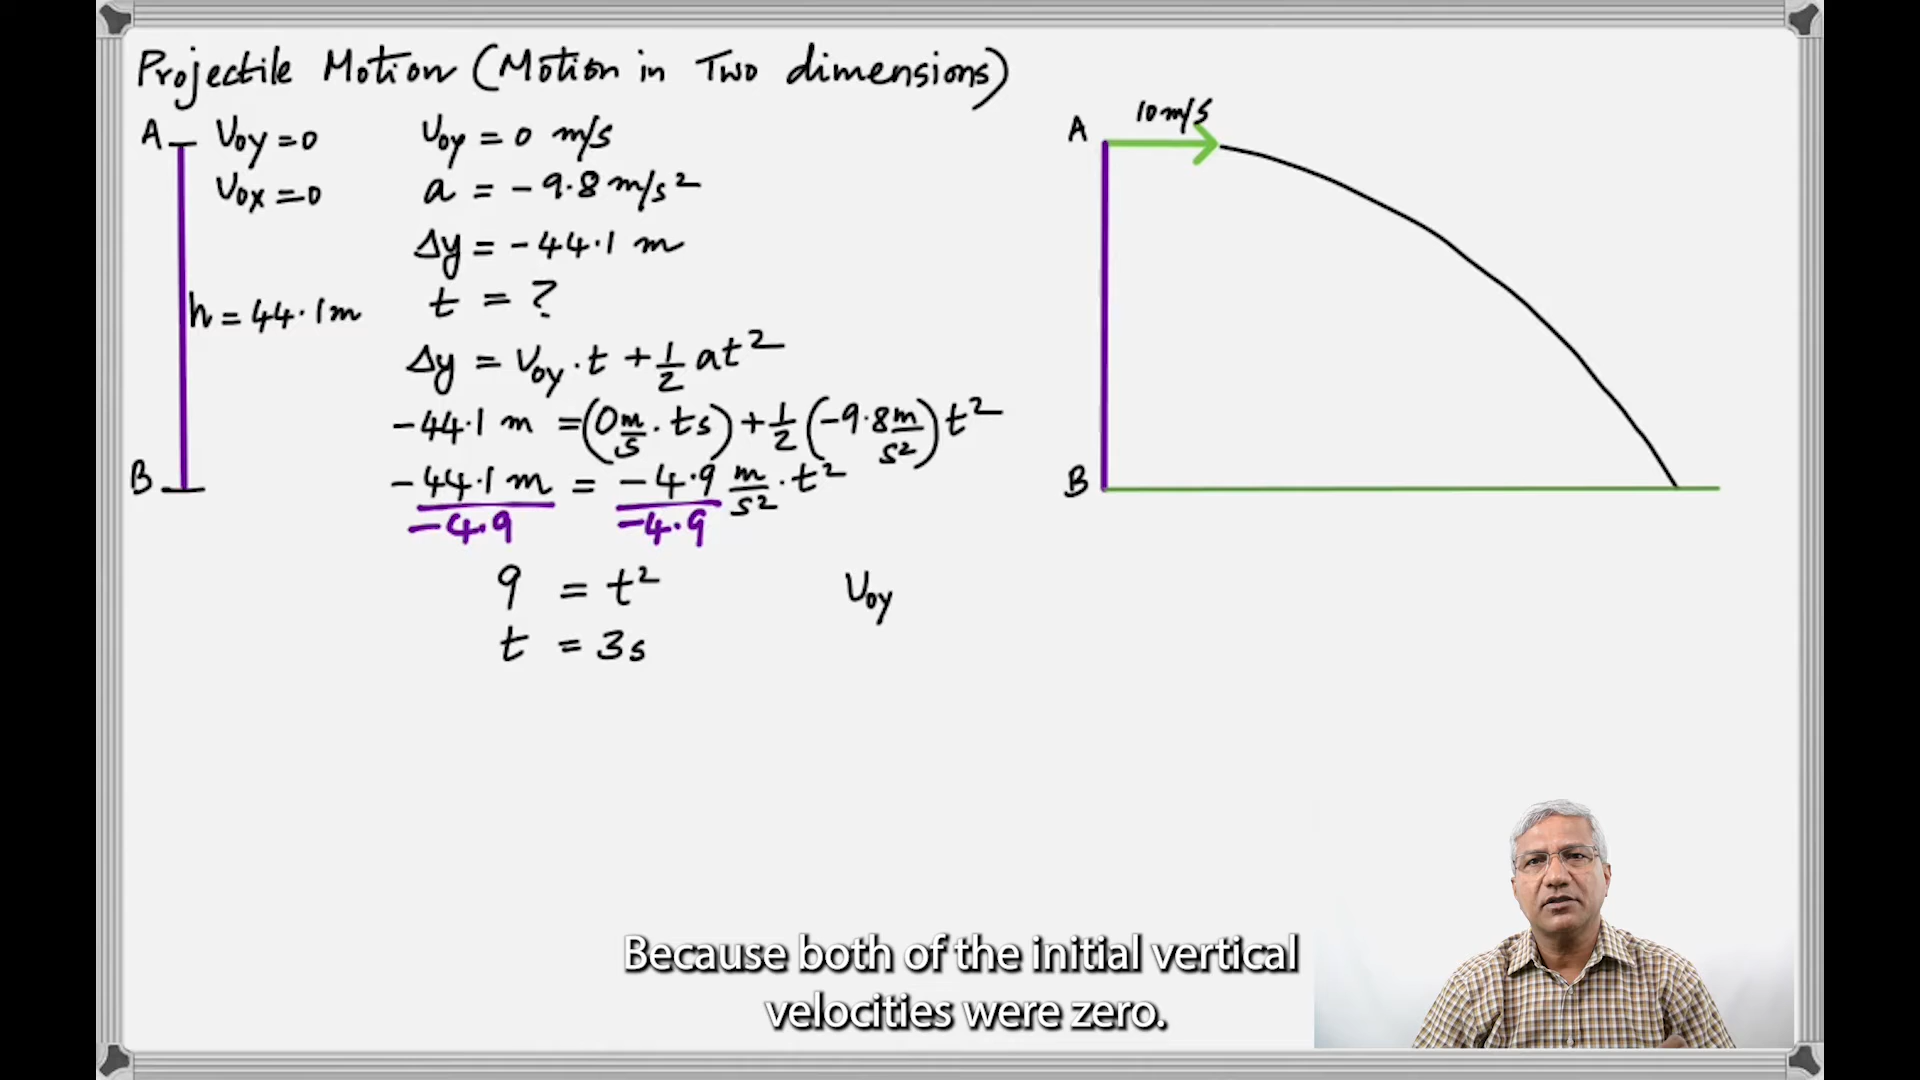 Projectile Motion (Motion in Two dimensions)
A
Voy = 0
Vox = 0
h = 44.1m
B
Voy = 0 m/s
a = -9.8 m/s²
Δy = -44.1 m
t = ?
Δy = Voy · t + 1/2 at²
-44.1 m = (0 m/s · ts) + 1/2 (-9.8 m/s²) t²
-44.1 m / -4.9 = -4.9 / -4.9 m/s² · t²
9 = t²
t = 3s
Voy
10 m/s
A
B
Because both of the initial vertical
velocities were zero.